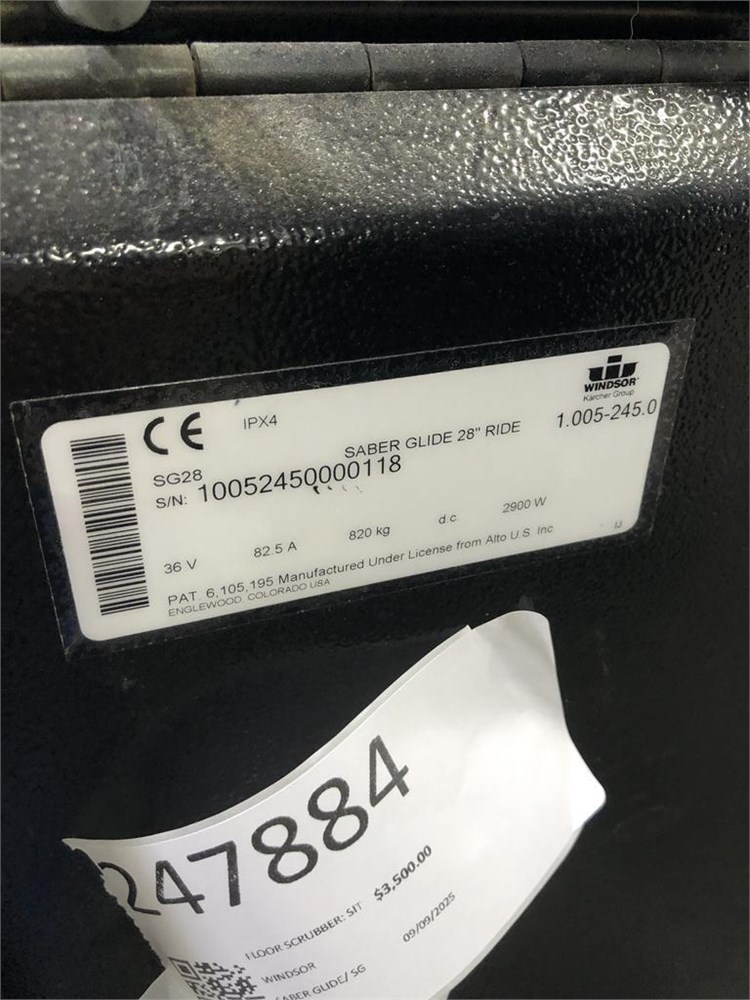 WINDSOR
Kärcher Group
IPX4
SABER GLIDE 28" RIDE
1.005-245.0
SG28
S/N: 10052450000118
36 V 82.5 A 820 kg d.c. 2900 W
PAT. 6,105,195 Manufactured Under License from Alto U.S. Inc
ENGLEWOOD, COLORADO USA
IJ
247884
FLOOR SCRUBBER: SIT $3,500.00
WINDSOR 09/09/2025
SABER GLIDE/ SG